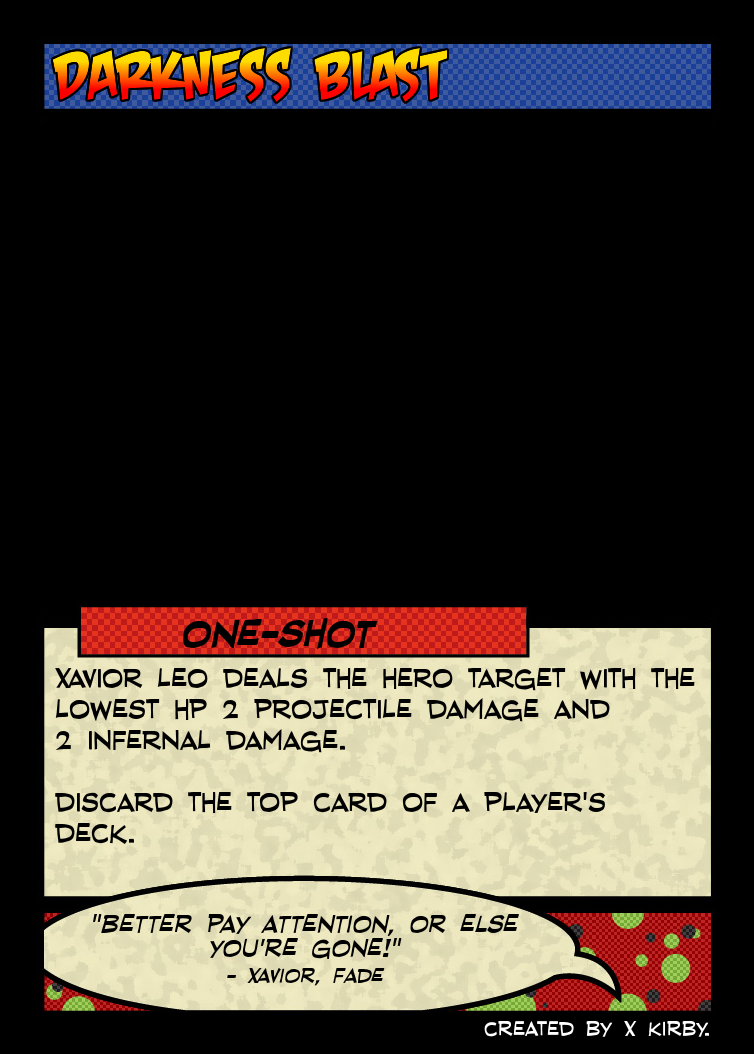 DARKNESS BLAST
ONE-SHOT
XAVIOR LEO DEALS THE HERO TARGET WITH THE
LOWEST HP 2 PROJECTILE DAMAGE AND
2 INFERNAL DAMAGE.
DISCARD THE TOP CARD OF A PLAYER'S
DECK.
"BETTER PAY ATTENTION, OR ELSE
YOU'RE GONE!"
- XAVIOR, FADE
CREATED BY X KIRBY.